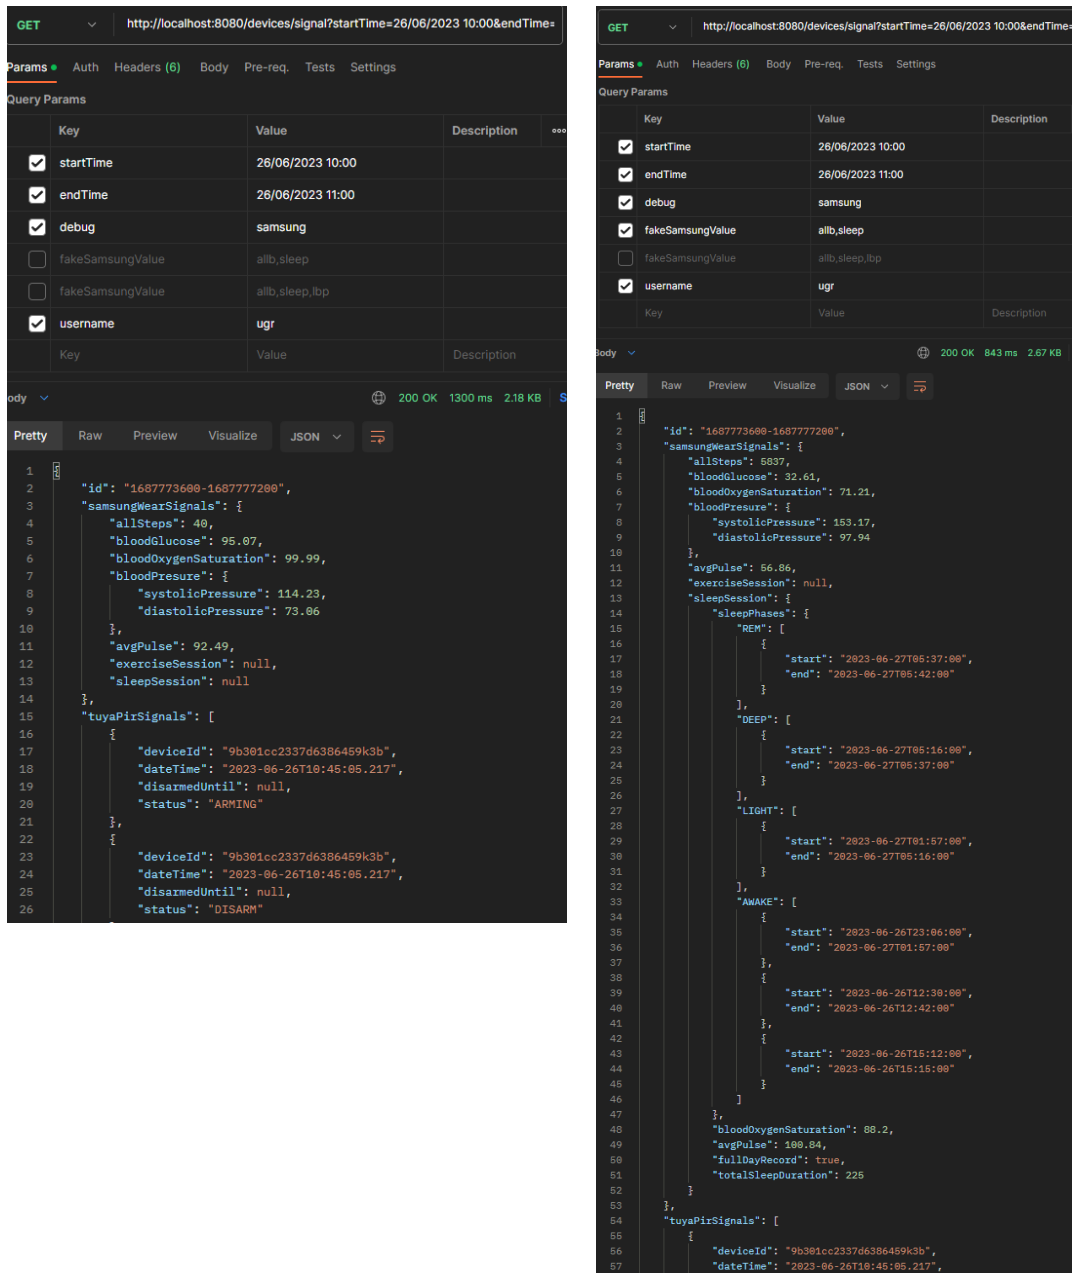 GET http://localhost:8080/devices/signal?startTime=26/06/2023 10:00&endTime=
Params Auth Headers (6) Body Pre-req. Tests Settings
Query Params
Key Value Description
startTime 26/06/2023 10:00
endTime 26/06/2023 11:00
debug samsung
fakeSamsungValue allb,sleep
fakeSamsungValue allb,sleep,lbp
username ugr
Key Value Description
ody 200 OK 1300 ms 2.18 KB S
Pretty Raw Preview Visualize JSON
1 {
2 "id": "1687773600-1687777200",
3 "samsungWearSignals": {
4 "allSteps": 40,
5 "bloodGlucose": 95.07,
6 "bloodOxygenSaturation": 99.99,
7 "bloodPresure": {
8 "systolicPressure": 114.23,
9 "diastolicPressure": 73.06
10 },
11 "avgPulse": 92.49,
12 "exerciseSession": null,
13 "sleepSession": null
14 },
15 "tuyaPirSignals": [
16 {
17 "deviceId": "9b301cc2337d6386459k3b",
18 "dateTime": "2023-06-26T10:45:05.217",
19 "disarmedUntil": null,
20 "status": "ARMING"
21 },
22 {
23 "deviceId": "9b301cc2337d6386459k3b",
24 "dateTime": "2023-06-26T10:45:05.217",
25 "disarmedUntil": null,
26 "status": "DISARM"
GET http://localhost:8080/devices/signal?startTime=26/06/2023 10:00&endTime=
Params Auth Headers (6) Body Pre-req. Tests Settings
Query Params
Key Value Description
startTime 26/06/2023 10:00
endTime 26/06/2023 11:00
debug samsung
fakeSamsungValue allb,sleep
fakeSamsungValue allb,sleep,lbp
username ugr
Key Value Description
Body 200 OK 843 ms 2.67 KB
Pretty Raw Preview Visualize JSON
1 {
2 "id": "1687773600-1687777200",
3 "samsungWearSignals": {
4 "allSteps": 5837,
5 "bloodGlucose": 32.61,
6 "bloodOxygenSaturation": 71.21,
7 "bloodPresure": {
8 "systolicPressure": 153.17,
9 "diastolicPressure": 97.94
10 },
11 "avgPulse": 56.86,
12 "exerciseSession": null,
13 "sleepSession": {
14 "sleepPhases": {
15 "REM": [
16 {
17 "start": "2023-06-27T05:37:00",
18 "end": "2023-06-27T05:42:00"
19 }
20 ],
21 "DEEP": [
22 {
23 "start": "2023-06-27T05:16:00",
24 "end": "2023-06-27T05:37:00"
25 }
26 ],
27 "LIGHT": [
28 {
29 "start": "2023-06-27T01:57:00",
30 "end": "2023-06-27T05:16:00"
31 }
32 ],
33 "AWAKE": [
34 {
35 "start": "2023-06-26T23:06:00",
36 "end": "2023-06-27T01:57:00"
37 },
38 {
39 "start": "2023-06-26T12:30:00",
40 "end": "2023-06-26T12:42:00"
41 },
42 {
43 "start": "2023-06-26T15:12:00",
44 "end": "2023-06-26T15:15:00"
45 }
46 ]
47 },
48 "bloodOxygenSaturation": 88.2,
49 "avgPulse": 100.84,
50 "fullDayRecord": true,
51 "totalSleepDuration": 225
52 }
53 },
54 "tuyaPirSignals": [
55 {
56 "deviceId": "9b301cc2337d6386459k3b",
57 "dateTime": "2023-06-26T10:45:05.217",